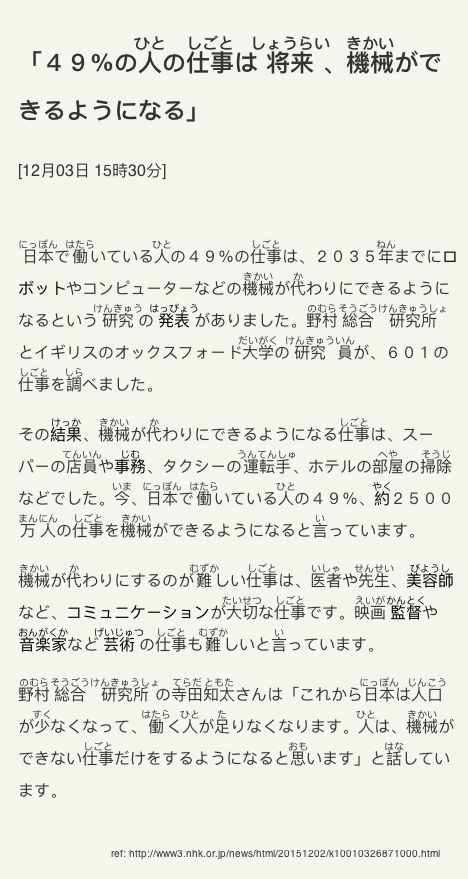 「４９％の人の仕事は 将来 、機械がで
きるようになる」
[12月03日 15時30分]
日本で働いている人の４９％の仕事は、２０３５年までにロ
ボットやコンピューターなどの機械が代わりにできるように
なるという研究の発表がありました。野村総合 研究所
とイギリスのオックスフォード大学の研究 員が、６０１の
仕事を調べました。
その結果、機械が代わりにできるようになる仕事は、スー
パーの店員や事務、タクシーの運転手、ホテルの部屋の掃除
などでした。今、日本で働いている人の４９％、約２５００
万人の仕事を機械ができるようになると言っています。
機械が代わりにするのが難しい仕事は、医者や先生、美容師
など、コミュニケーションが大切な仕事です。映画監督や
音楽家など芸術の仕事も難しいと言っています。
野村総合 研究所の寺田知太さんは「これから日本は人口
が少なくなって、働く人が足りなくなります。人は、機械が
できない仕事だけをするようになると思います」と話してい
ます。
ref: http://www3.nhk.or.jp/news/html/20151202/k10010326871000.html